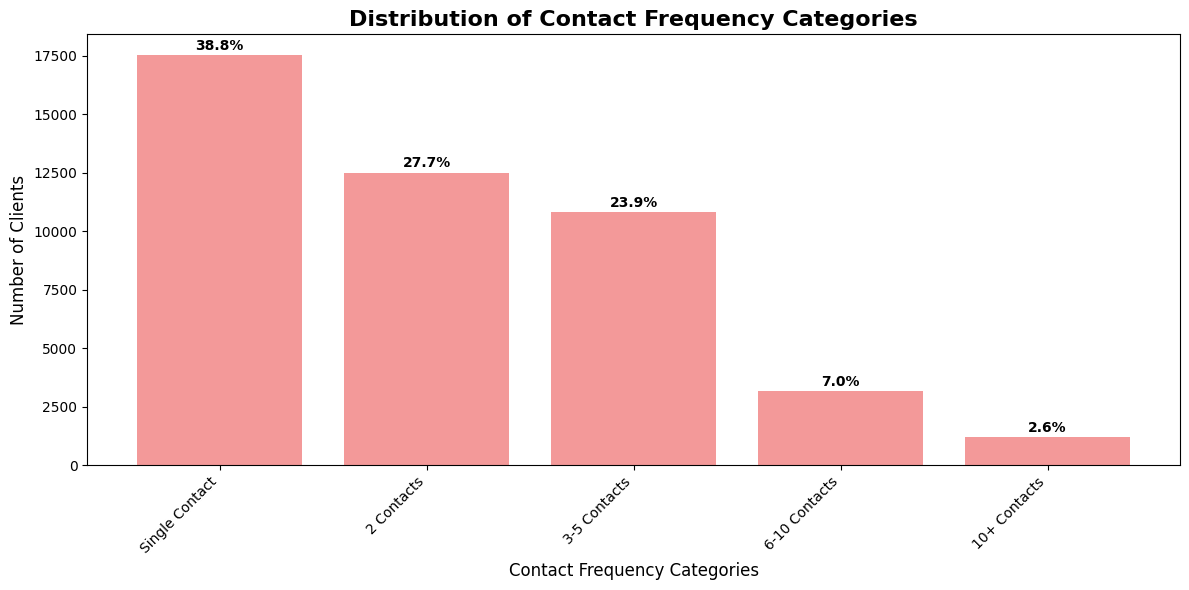 Distribution of Contact Frequency Categories
Number of Clients
17500
15000
12500
10000
7500
5000
2500
0
38.8%
27.7%
23.9%
7.0%
2.6%
Single Contact
2 Contacts
3-5 Contacts
6-10 Contacts
10+ Contacts
Contact Frequency Categories